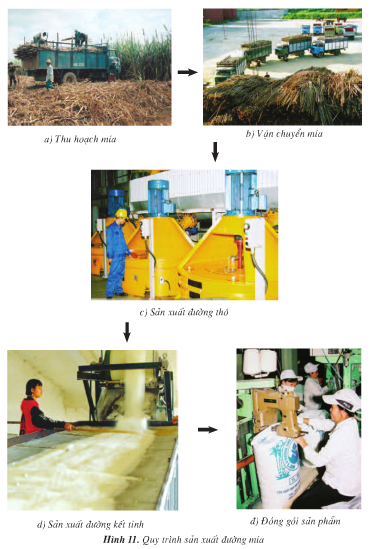 a) Thu hoạch mía
b) Vận chuyển mía
c) Sản xuất đường thô
d) Sản xuất đường kết tinh
đ) Đóng gói sản phẩm
Hình 11. Quy trình sản xuất đường mía